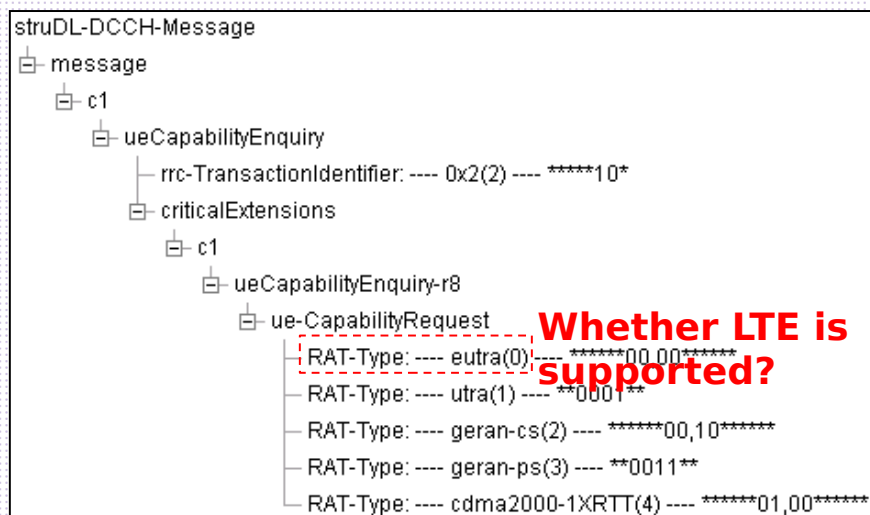 struDL-DCCH-Message
message
c1
ueCapabilityEnquiry
rrc-TransactionIdentifier: ---- 0x2(2) ---- *****10*
criticalExtensions
c1
ueCapabilityEnquiry-r8
ue-CapabilityRequest
Whether LTE is
supported?
RAT-Type: ---- eutra(0) ---- ******00,00******
RAT-Type: ---- utra(1) ---- **0001**
RAT-Type: ---- geran-cs(2) ---- ******00,10******
RAT-Type: ---- geran-ps(3) ---- **0011**
RAT-Type: ---- cdma2000-1XRTT(4) ---- ******01,00******